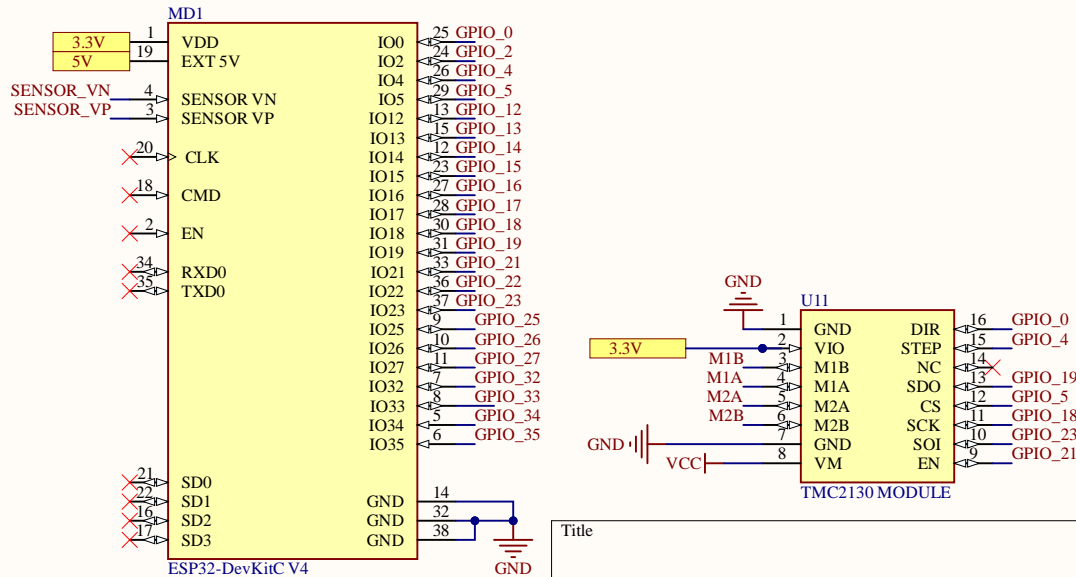 MD1
3.3V 1 VDD
5V 19 EXT 5V
SENSOR_VN 4 SENSOR VN
SENSOR_VP 3 SENSOR VP
20 CLK
18 CMD
2 EN
34 RXD0
35 TXD0
21 SD0
22 SD1
16 SD2
17 SD3
IO0 25 GPIO_0
IO2 24 GPIO_2
IO4 26 GPIO_4
IO5 29 GPIO_5
IO12 13 GPIO_12
IO13 15 GPIO_13
IO14 12 GPIO_14
IO15 23 GPIO_15
IO16 27 GPIO_16
IO17 28 GPIO_17
IO18 30 GPIO_18
IO19 31 GPIO_19
IO21 33 GPIO_21
IO22 36 GPIO_22
IO23 37 GPIO_23
IO25 9 GPIO_25
IO26 10 GPIO_26
IO27 11 GPIO_27
IO32 7 GPIO_32
IO33 8 GPIO_33
IO34 5 GPIO_34
IO35 6 GPIO_35
GND 14
GND 32
GND 38
GND
ESP32-DevKitC V4
U11
GND
1 GND
3.3V 2 VIO
M1B 3 M1B
M1A 4 M1A
M2A 5 M2A
M2B 6 M2B
GND 7 GND
VCC 8 VM
DIR 16 GPIO_0
STEP 15 GPIO_4
NC 14
SDO 13 GPIO_19
CS 12 GPIO_5
SCK 11 GPIO_18
SOI 10 GPIO_23
EN 9 GPIO_21
TMC2130 MODULE
Title